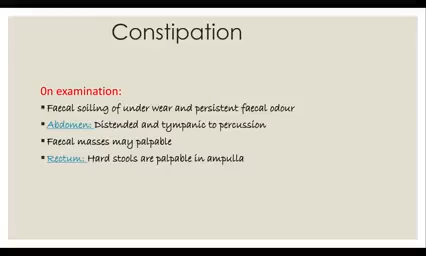 Constipation
0n examination:
▪ Faecal soiling of under wear and persistent faecal odour
▪ Abdomen: Distended and tympanic to percussion
▪ Faecal masses may palpable
▪ Rectum: Hard stools are palpable in ampulla